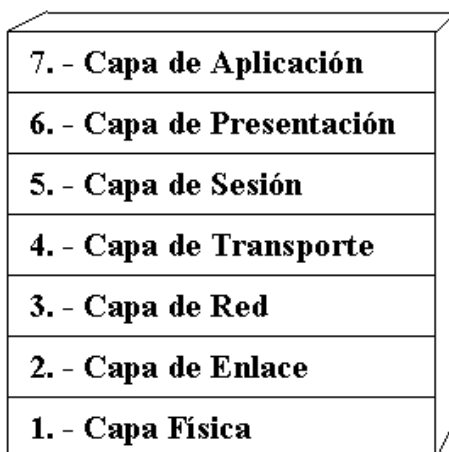 7. - Capa de Aplicación
6. - Capa de Presentación
5. - Capa de Sesión
4. - Capa de Transporte
3. - Capa de Red
2. - Capa de Enlace
1. - Capa Física